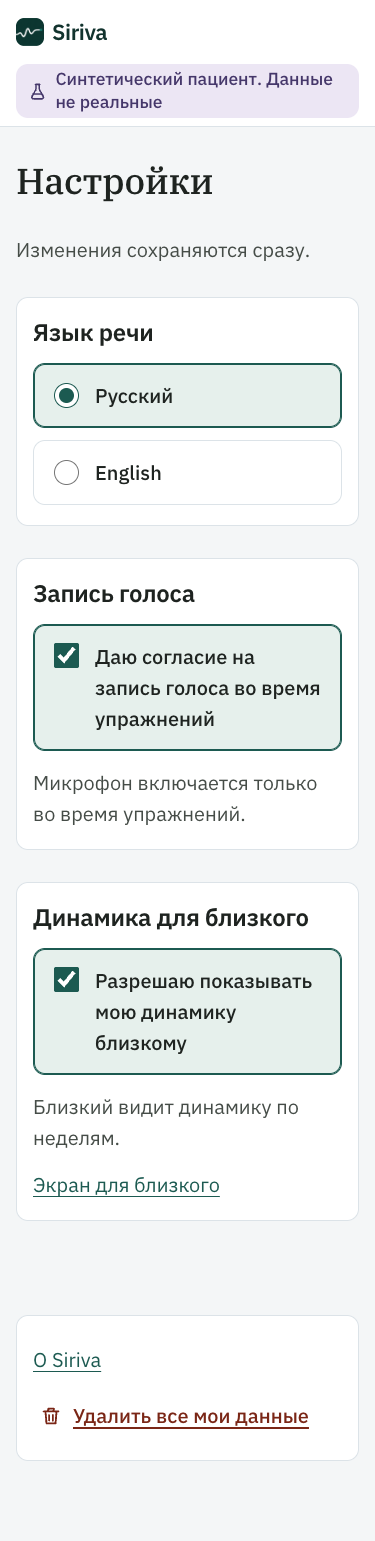 Siriva
Синтетический пациент. Данные
не реальные
Настройки
Изменения сохраняются сразу.
Язык речи
Русский
English
Запись голоса
Даю согласие на
запись голоса во время
упражнений
Микрофон включается только
во время упражнений.
Динамика для близкого
Разрешаю показывать
мою динамику
близкому
Близкий видит динамику по
неделям.
Экран для близкого
О Siriva
Удалить все мои данные